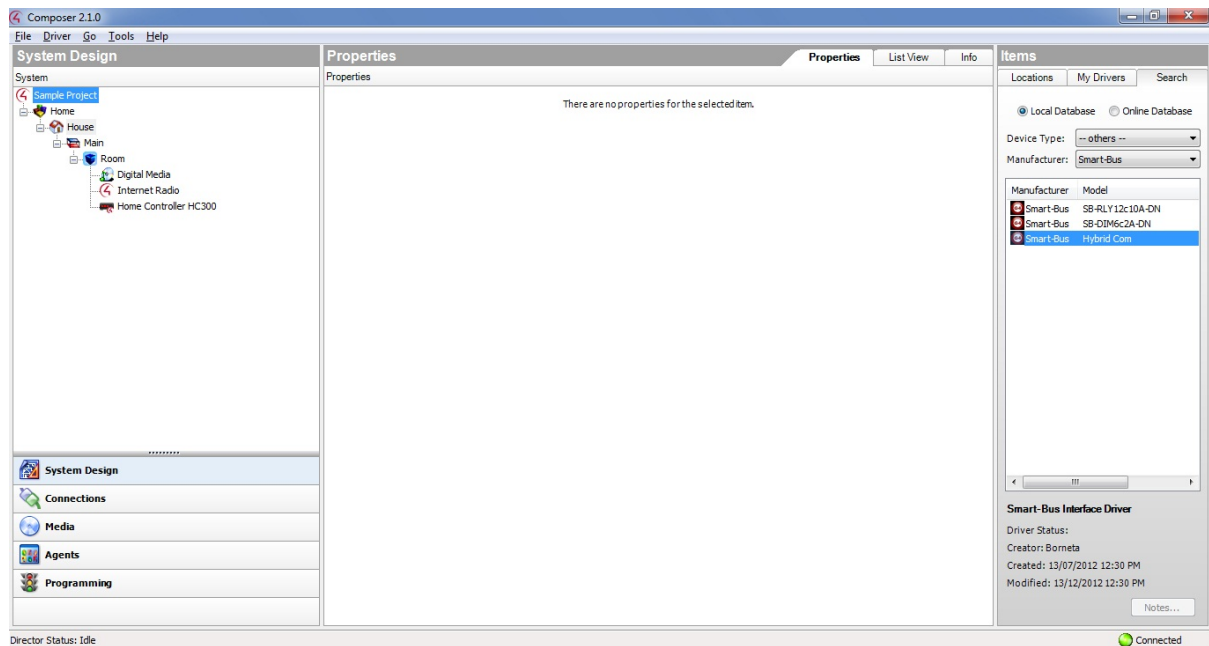 Composer 2.1.0
File Driver Go Tools Help
System Design
System
Sample Project
Home
House
Main
Room
Digital Media
Internet Radio
Home Controller HC300
System Design
Connections
Media
Agents
Programming
Properties
Properties List View Info
Properties
There are no properties for the selected item.
Items
Locations My Drivers Search
Local Database Online Database
Device Type: -- others --
Manufacturer: Smart-Bus
Manufacturer Model
Smart-Bus SB-RLY12c10A-DN
Smart-Bus SB-DIM6c2A-DN
Smart-Bus Hybrid Com
Smart-Bus Interface Driver
Driver Status:
Creator: Borneta
Created: 13/07/2012 12:30 PM
Modified: 13/12/2012 12:30 PM
Notes...
Director Status: Idle
Connected